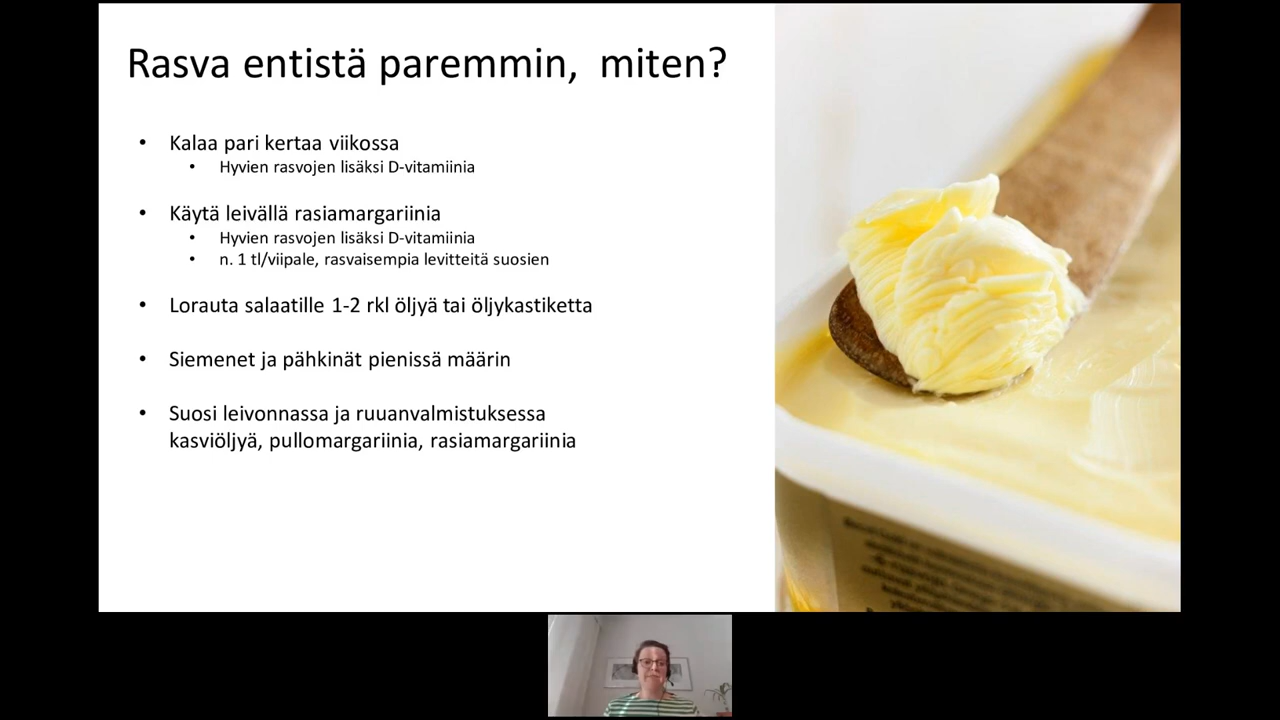 Rasva entistä paremmin, miten?
• Kalaa pari kertaa viikossa
• Hyvien rasvojen lisäksi D-vitamiinia
• Käytä leivällä rasiamargariinia
• Hyvien rasvojen lisäksi D-vitamiinia
• n. 1 tl/viipale, rasvaisempia levitteitä suosien
• Lorauta salaatille 1-2 rkl öljyä tai öljykastiketta
• Siemenet ja pähkinät pienissä määrin
• Suosi leivonnassa ja ruuanvalmistuksessa
kasviöljyä, pullomargariinia, rasiamargariinia